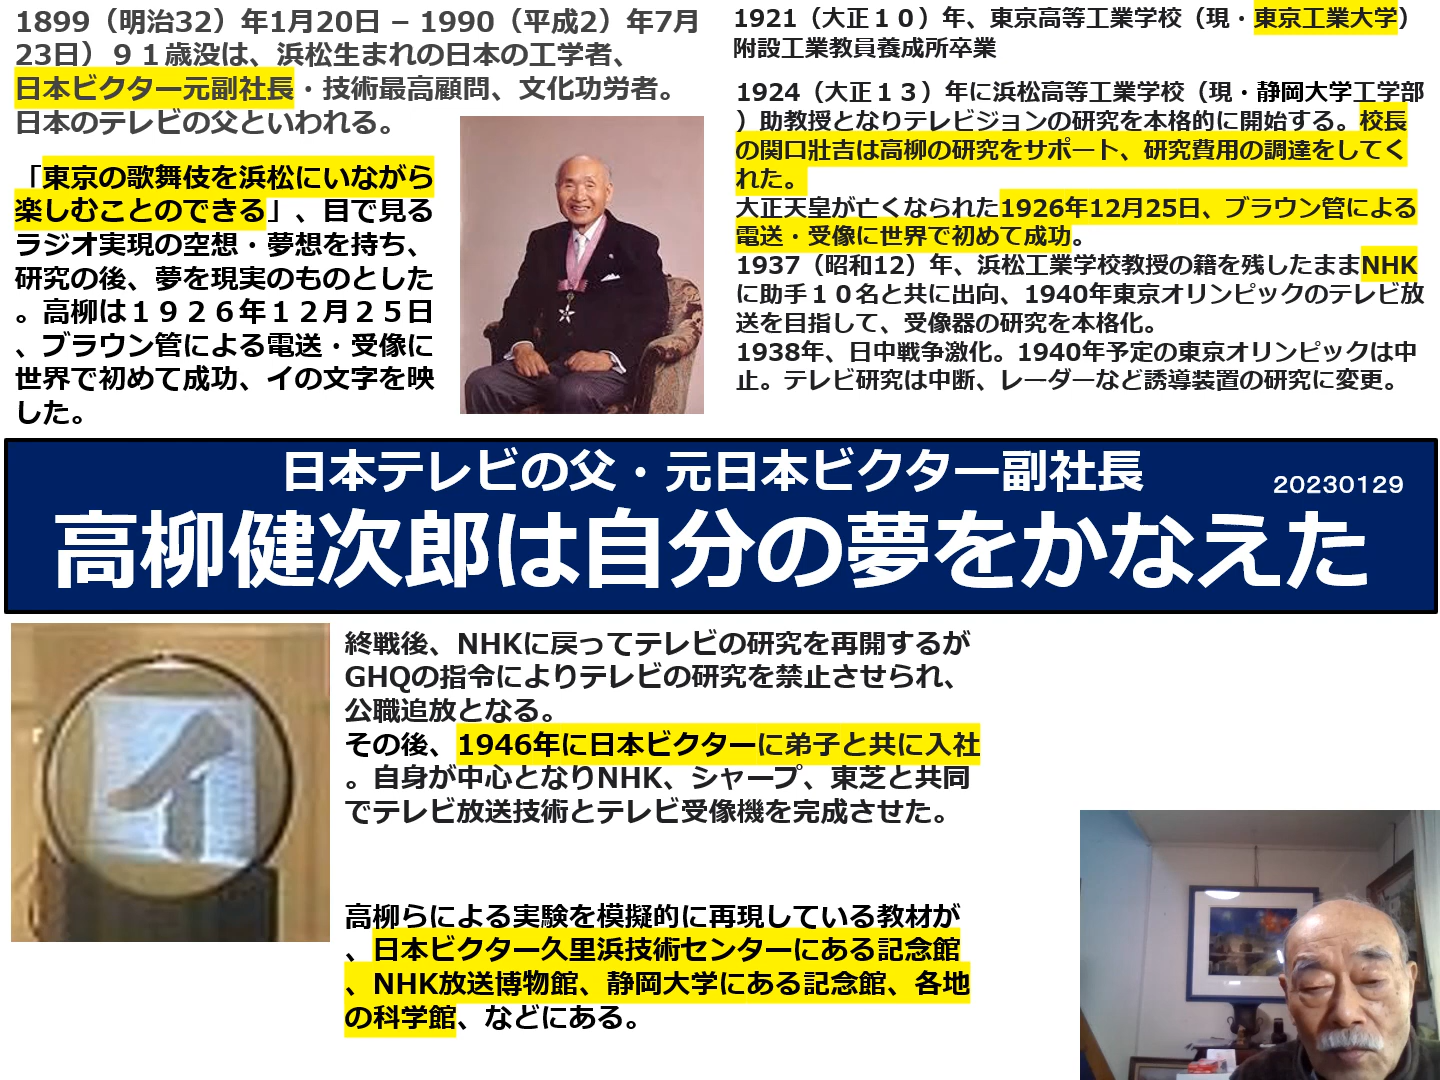 1899（明治32）年1月20日 – 1990（平成2）年7月
23日）９１歳没は、浜松生まれの日本の工学者、
日本ビクター元副社長・技術最高顧問、文化功労者。
日本のテレビの父といわれる。
「東京の歌舞伎を浜松にいながら
楽しむことのできる」、目で見る
ラジオ実現の空想・夢想を持ち、
研究の後、夢を現実のものとした
。高柳は１９２６年１２月２５日
、ブラウン管による電送・受像に
世界で初めて成功、イの文字を映
した。
1921（大正１０）年、東京高等工業学校（現・東京工業大学）
附設工業教員養成所卒業
1924（大正１３）年に浜松高等工業学校（現・静岡大学工学部
）助教授となりテレビジョンの研究を本格的に開始する。校長
の関口壯吉は高柳の研究をサポート、研究費用の調達をしてく
れた。
大正天皇が亡くなられた1926年12月25日、ブラウン管による
電送・受像に世界で初めて成功。
1937（昭和12）年、浜松工業学校教授の籍を残したままNHK
に助手１０名と共に出向、1940年東京オリンピックのテレビ放
送を目指して、受像器の研究を本格化。
1938年、日中戦争激化。1940年予定の東京オリンピックは中
止。テレビ研究は中断、レーダーなど誘導装置の研究に変更。
日本テレビの父・元日本ビクター副社長
20230129
高柳健次郎は自分の夢をかなえた
イ
終戦後、NHKに戻ってテレビの研究を再開するが
GHQの指令によりテレビの研究を禁止させられ、
公職追放となる。
その後、1946年に日本ビクターに弟子と共に入社
。自身が中心となりNHK、シャープ、東芝と共同
でテレビ放送技術とテレビ受像機を完成させた。
高柳らによる実験を模擬的に再現している教材が
、日本ビクター久里浜技術センターにある記念館
、NHK放送博物館、静岡大学にある記念館、各地
の科学館、などにある。